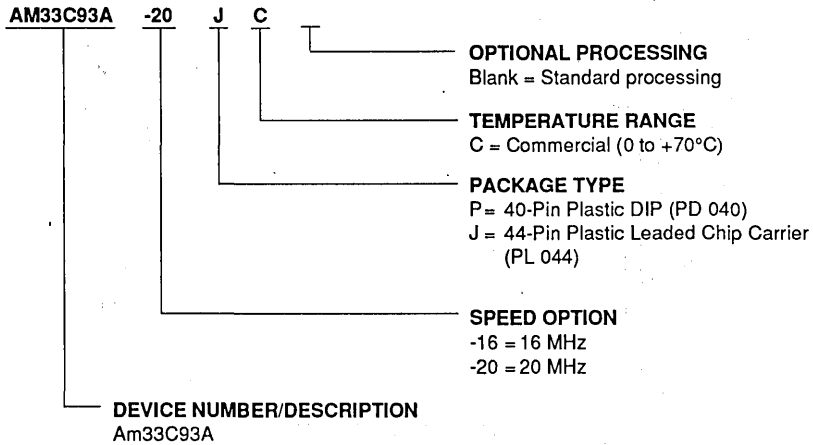 AM33C93A -20 J C
OPTIONAL PROCESSING
Blank = Standard processing
TEMPERATURE RANGE
C = Commercial (0 to +70°C)
PACKAGE TYPE
P = 40-Pin Plastic DIP (PD 040)
J = 44-Pin Plastic Leaded Chip Carrier
(PL 044)
SPEED OPTION
-16 = 16 MHz
-20 = 20 MHz
DEVICE NUMBER/DESCRIPTION
Am33C93A